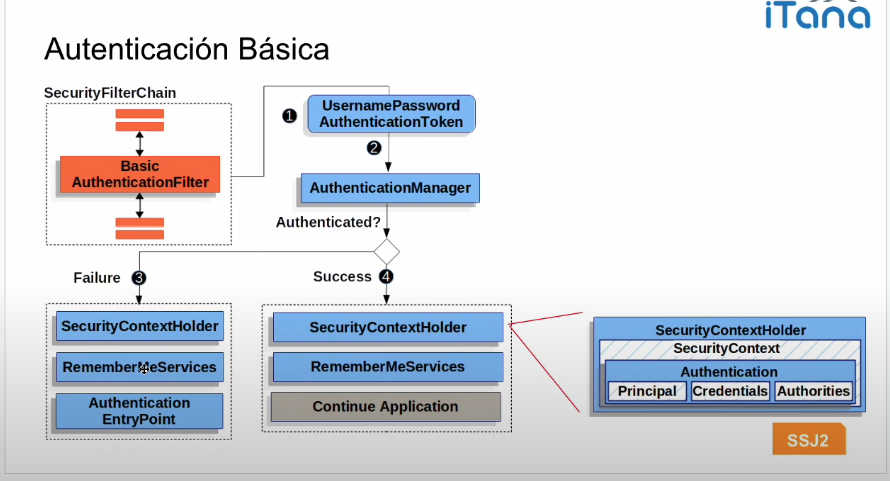 iTana
Autenticación Básica
SecurityFilterChain
Basic
AuthenticationFilter
1
UsernamePassword
AuthenticationToken
2
AuthenticationManager
Authenticated?
Failure 3
Success 4
SecurityContextHolder
RememberMeServices
Authentication
EntryPoint
SecurityContextHolder
RememberMeServices
Continue Application
SecurityContextHolder
SecurityContext
Authentication
Principal Credentials Authorities
SSJ2